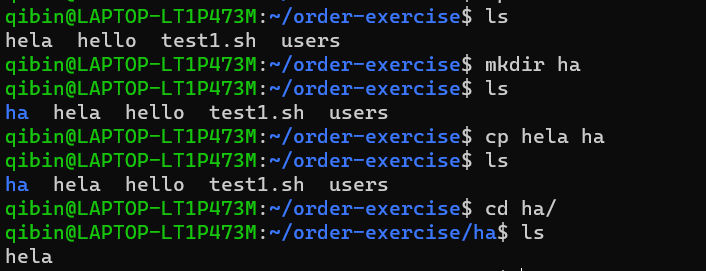 qibin@LAPTOP-LT1P473M:~/order-exercise$ ls
hela  hello  test1.sh  users
qibin@LAPTOP-LT1P473M:~/order-exercise$ mkdir ha
qibin@LAPTOP-LT1P473M:~/order-exercise$ ls
ha  hela  hello  test1.sh  users
qibin@LAPTOP-LT1P473M:~/order-exercise$ cp hela ha
qibin@LAPTOP-LT1P473M:~/order-exercise$ ls
ha  hela  hello  test1.sh  users
qibin@LAPTOP-LT1P473M:~/order-exercise$ cd ha/
qibin@LAPTOP-LT1P473M:~/order-exercise/ha$ ls
hela